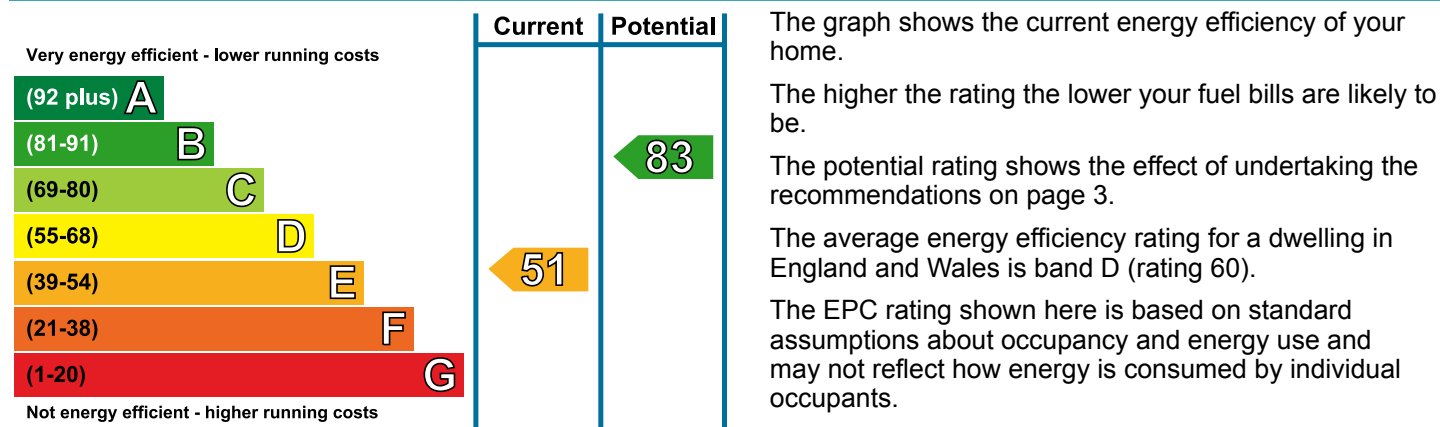 Current Potential
Very energy efficient - lower running costs
(92 plus) A
(81-91) B
(69-80) C
(55-68) D
(39-54) E
(21-38) F
(1-20) G
83
51
Not energy efficient - higher running costs
The graph shows the current energy efficiency of your
home.
The higher the rating the lower your fuel bills are likely to
be.
The potential rating shows the effect of undertaking the
recommendations on page 3.
The average energy efficiency rating for a dwelling in
England and Wales is band D (rating 60).
The EPC rating shown here is based on standard
assumptions about occupancy and energy use and
may not reflect how energy is consumed by individual
occupants.